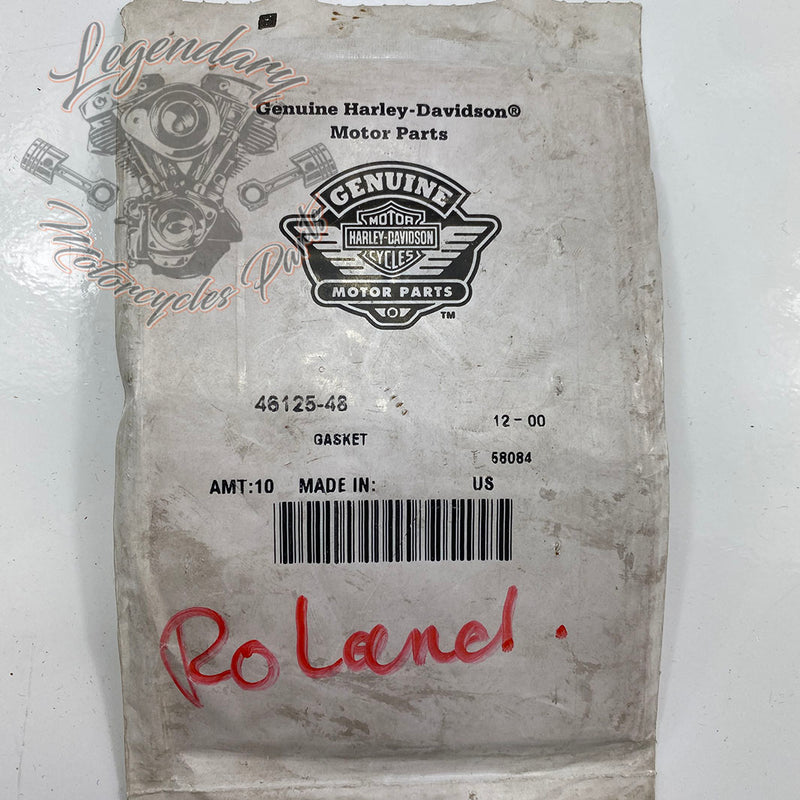 Legendary
Motorcycles Parts
Genuine Harley-Davidson®
Motor Parts
GENUINE
MOTOR
HARLEY-DAVIDSON
CYCLES
MOTOR PARTS
TM
46125-48
12-00
GASKET
58084
AMT:10 MADE IN: US
Roland.